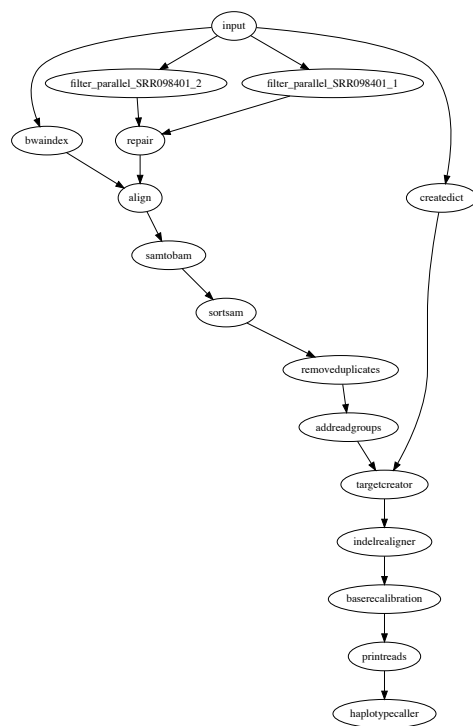 input
filter_parallel_SRR098401_2
filter_parallel_SRR098401_1
bwaindex
repair
align
createdict
samtobam
sortsam
removeduplicates
addreadgroups
targetcreator
indelrealigner
baserecalibration
printreads
haplotypecaller